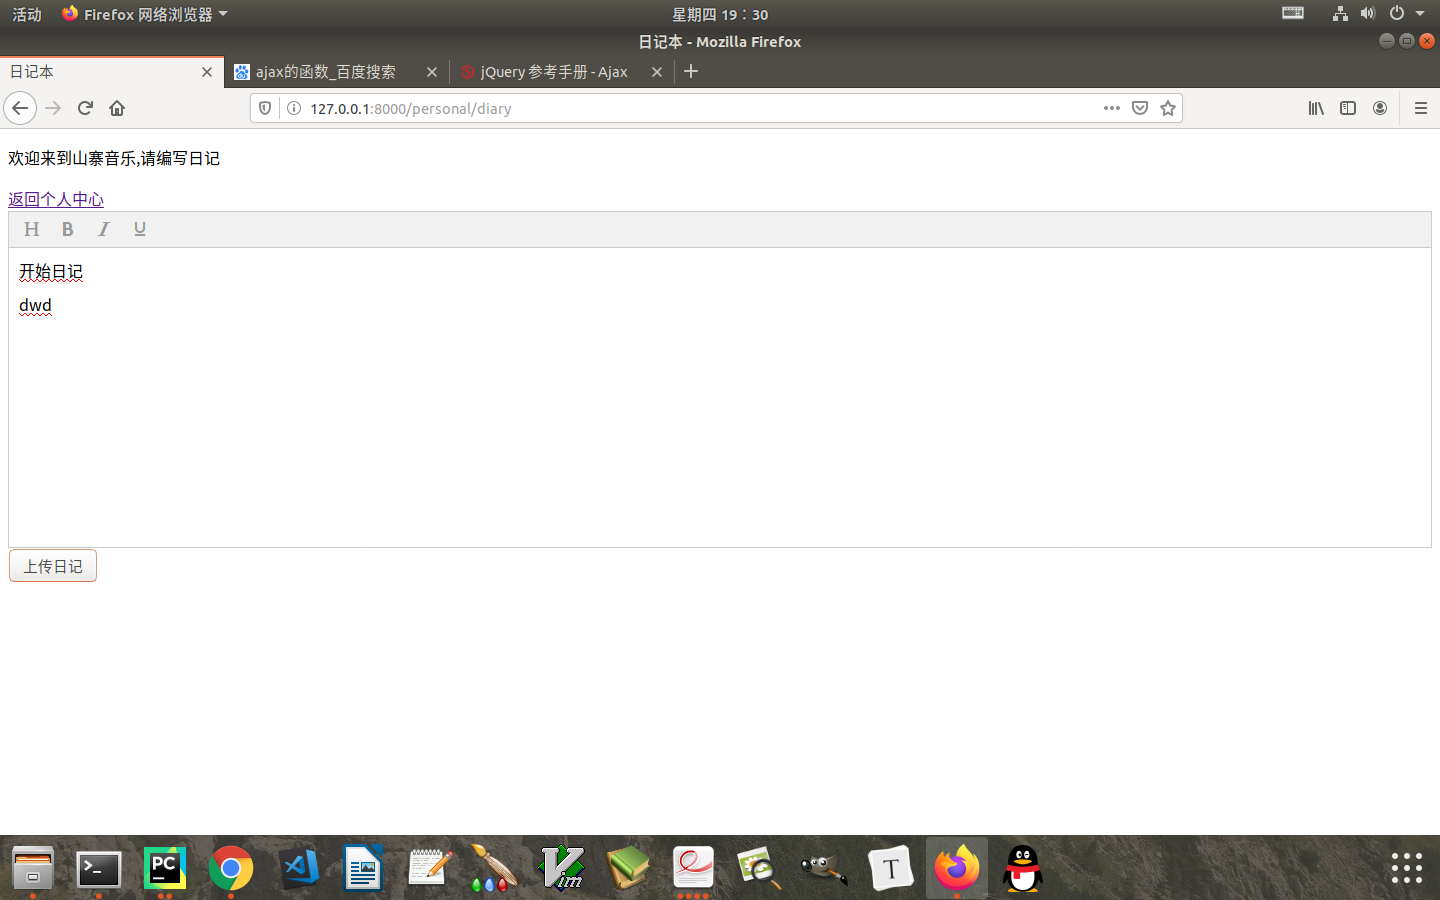 活动
Firefox 网络浏览器
星期四 19：30
日记本 - Mozilla Firefox
日记本
ajax的函数_百度搜索
jQuery 参考手册 - Ajax
127.0.0.1:8000/personal/diary
欢迎来到山寨音乐,请编写日记
返回个人中心
H B I U
开始日记
dwd
上传日记
PC
Vim
T